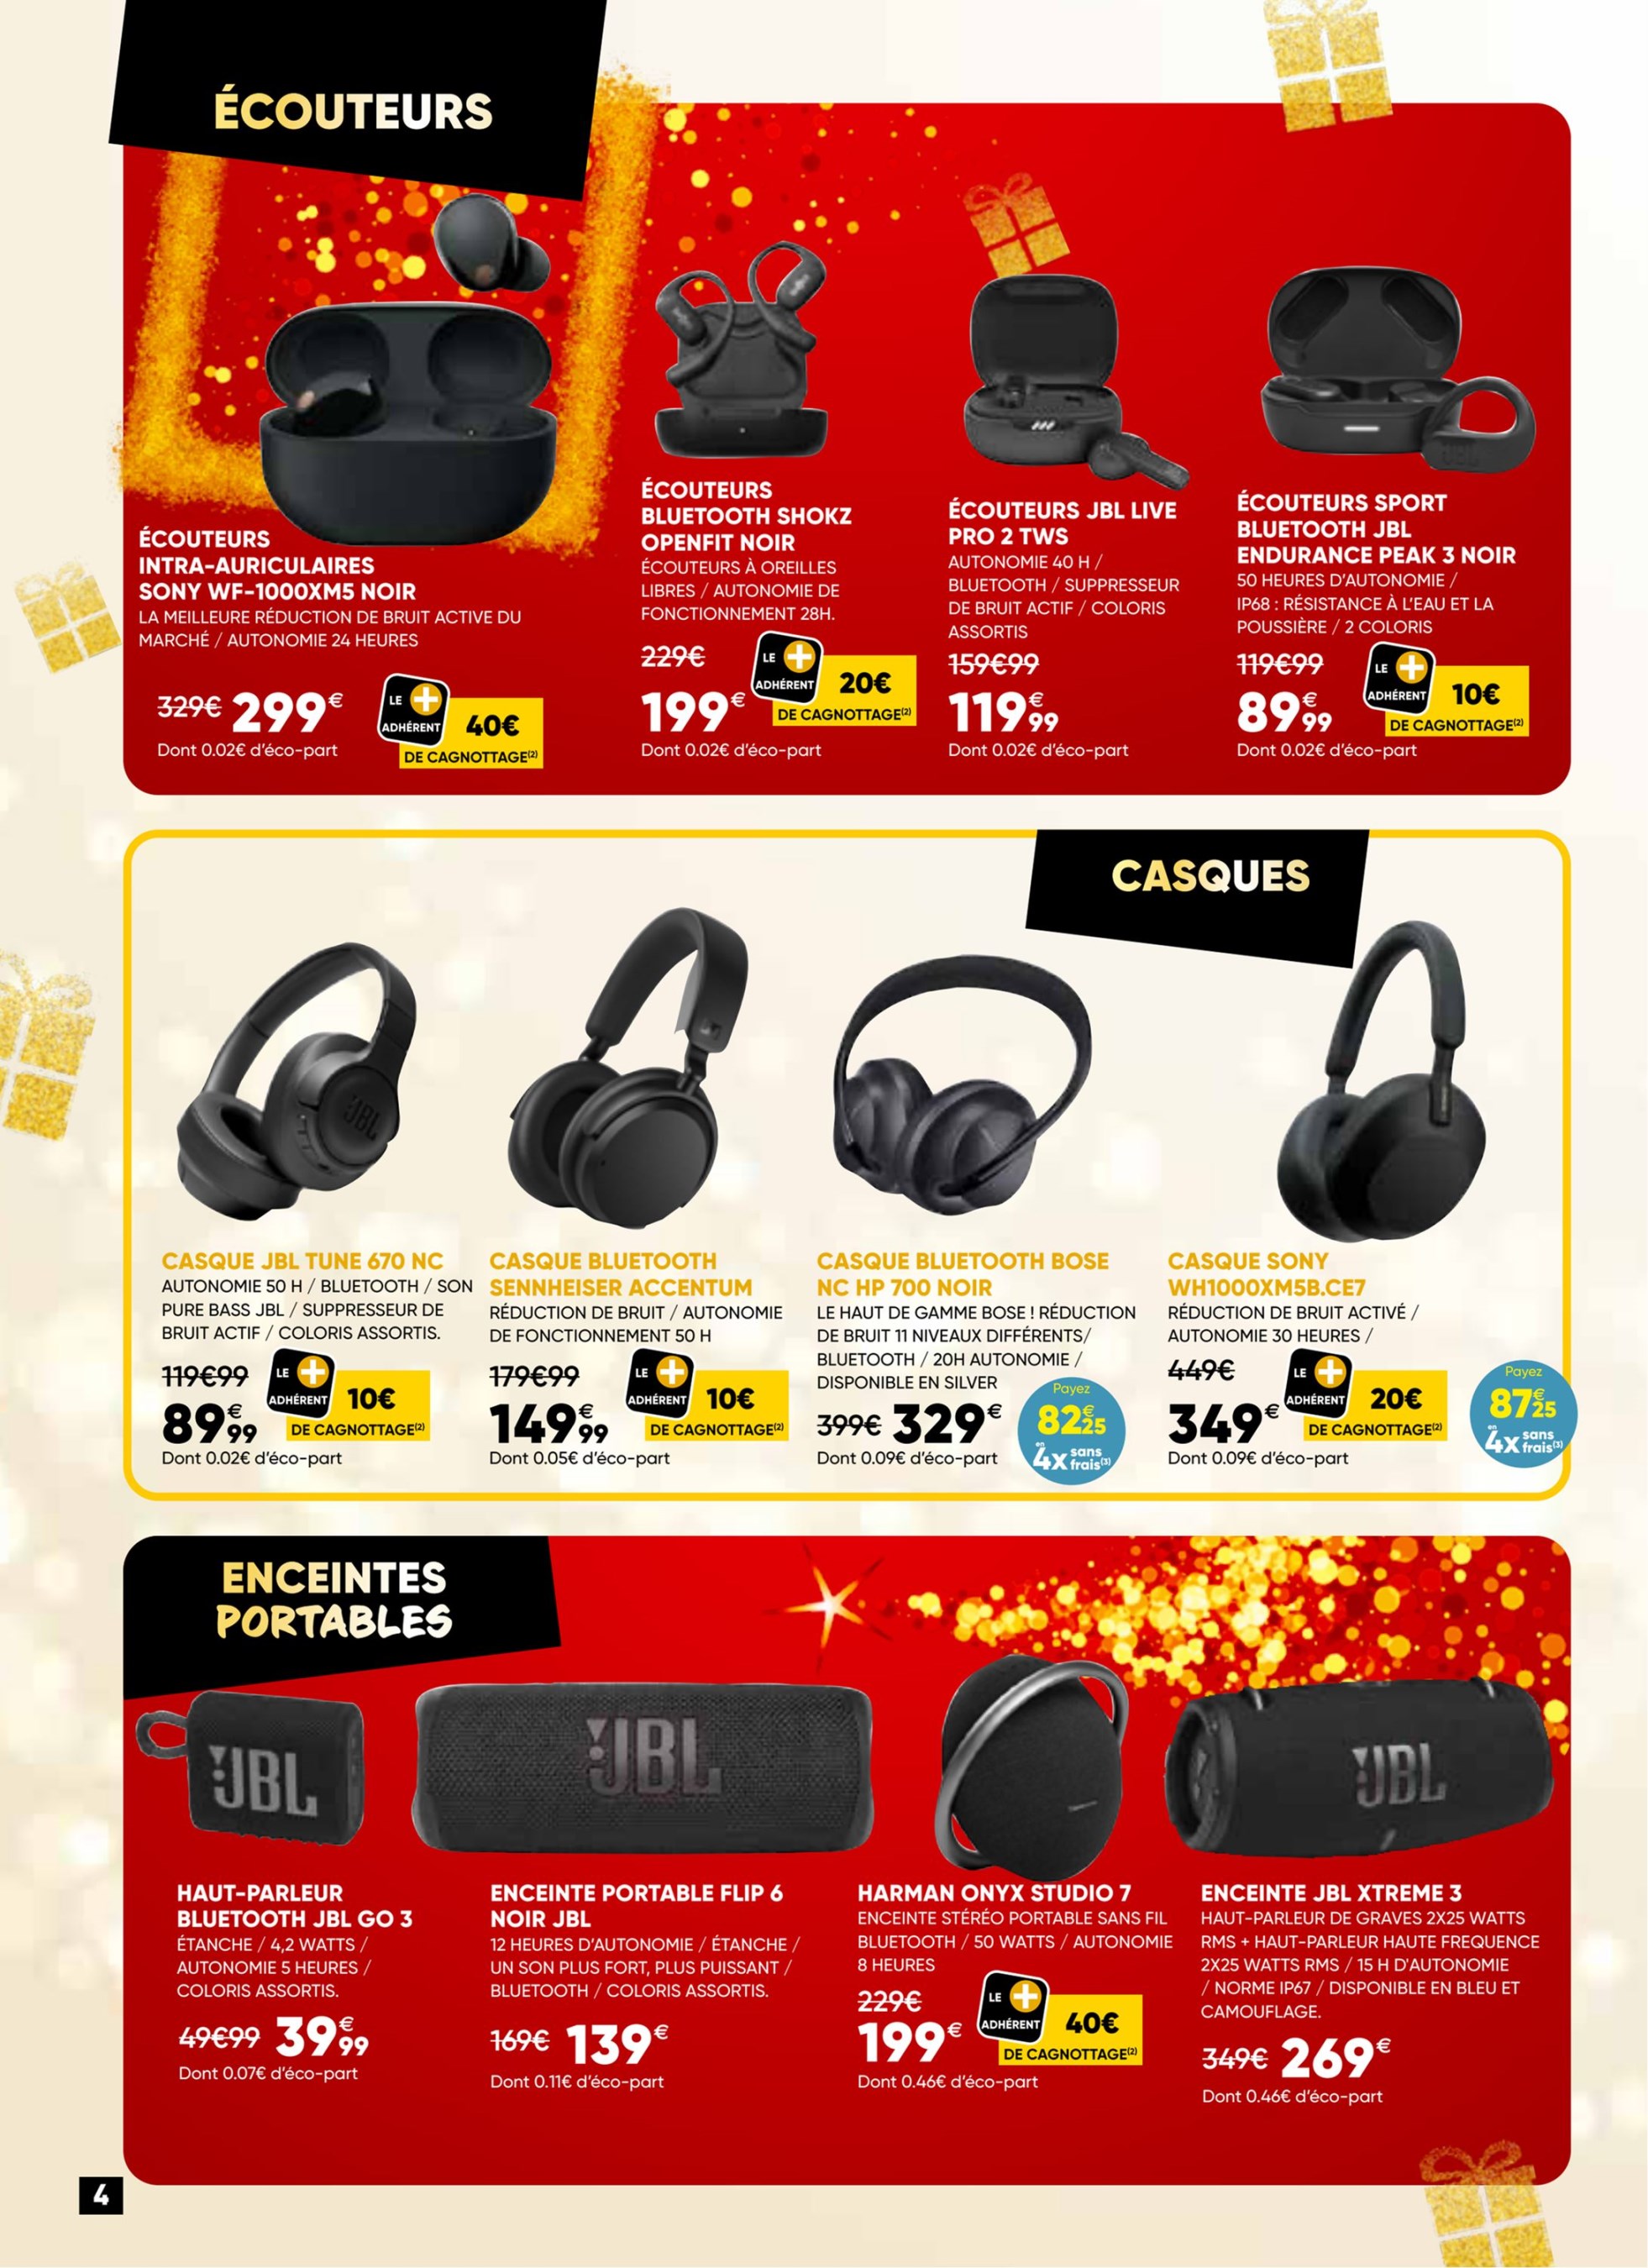 ÉCOUTEURS
ÉCOUTEURS
INTRA-AURICULAIRES
SONY WF-1000XM5 NOIR
LA MEILLEURE RÉDUCTION DE BRUIT ACTIVE DU
MARCHÉ / AUTONOMIE 24 HEURES
329€ 299€
Dont 0.02€ d'éco-part
LE +
ADHÉRENT 40€
DE CAGNOTTAGE(2)
ÉCOUTEURS
BLUETOOTH SHOKZ
OPENFIT NOIR
ÉCOUTEURS À OREILLES
LIBRES / AUTONOMIE DE
FONCTIONNEMENT 28H.
229€
199€
Dont 0.02€ d'éco-part
LE +
ADHÉRENT 20€
DE CAGNOTTAGE(2)
ÉCOUTEURS JBL LIVE
PRO 2 TWS
AUTONOMIE 40 H /
BLUETOOTH / SUPPRESSEUR
DE BRUIT ACTIF / COLORIS
ASSORTIS
159€99
119€99
Dont 0.02€ d'éco-part
JBL
ÉCOUTEURS SPORT
BLUETOOTH JBL
ENDURANCE PEAK 3 NOIR
50 HEURES D'AUTONOMIE /
IP68 : RÉSISTANCE À L'EAU ET LA
POUSSIÈRE / 2 COLORIS
119€99
89€99
Dont 0.02€ d'éco-part
LE +
ADHÉRENT 10€
DE CAGNOTTAGE(2)
CASQUES
JBL
CASQUE JBL TUNE 670 NC
AUTONOMIE 50 H / BLUETOOTH / SON
PURE BASS JBL / SUPPRESSEUR DE
BRUIT ACTIF / COLORIS ASSORTIS.
119€99
89€99
Dont 0.02€ d'éco-part
LE +
ADHÉRENT 10€
DE CAGNOTTAGE(2)
CASQUE BLUETOOTH
SENNHEISER ACCENTUM
RÉDUCTION DE BRUIT / AUTONOMIE
DE FONCTIONNEMENT 50 H
179€99
149€99
Dont 0.05€ d'éco-part
LE +
ADHÉRENT 10€
DE CAGNOTTAGE(2)
CASQUE BLUETOOTH BOSE
NC HP 700 NOIR
LE HAUT DE GAMME BOSE ! RÉDUCTION
DE BRUIT 11 NIVEAUX DIFFÉRENTS/
BLUETOOTH / 20H AUTONOMIE /
DISPONIBLE EN SILVER
399€ 329€
Dont 0.09€ d'éco-part
Payez
82€25
en 4X sans frais(3)
CASQUE SONY
WH1000XM5B.CE7
RÉDUCTION DE BRUIT ACTIVÉ /
AUTONOMIE 30 HEURES /
449€
349€
Dont 0.09€ d'éco-part
LE +
ADHÉRENT 20€
DE CAGNOTTAGE(2)
Payez
87€25
en 4X sans frais(3)
ENCEINTES
PORTABLES
JBL
JBL
JBL
HAUT-PARLEUR
BLUETOOTH JBL GO 3
ÉTANCHE / 4,2 WATTS /
AUTONOMIE 5 HEURES /
COLORIS ASSORTIS.
49€99 39€99
Dont 0.07€ d'éco-part
ENCEINTE PORTABLE FLIP 6
NOIR JBL
12 HEURES D'AUTONOMIE / ÉTANCHE /
UN SON PLUS FORT, PLUS PUISSANT /
BLUETOOTH / COLORIS ASSORTIS.
169€ 139€
Dont 0.11€ d'éco-part
HARMAN ONYX STUDIO 7
ENCEINTE STÉRÉO PORTABLE SANS FIL
BLUETOOTH / 50 WATTS / AUTONOMIE
8 HEURES
229€
199€
Dont 0.46€ d'éco-part
LE +
ADHÉRENT 40€
DE CAGNOTTAGE(2)
ENCEINTE JBL XTREME 3
HAUT-PARLEUR DE GRAVES 2X25 WATTS
RMS + HAUT-PARLEUR HAUTE FREQUENCE
2X25 WATTS RMS / 15 H D'AUTONOMIE
/ NORME IP67 / DISPONIBLE EN BLEU ET
CAMOUFLAGE.
349€ 269€
Dont 0.46€ d'éco-part
4